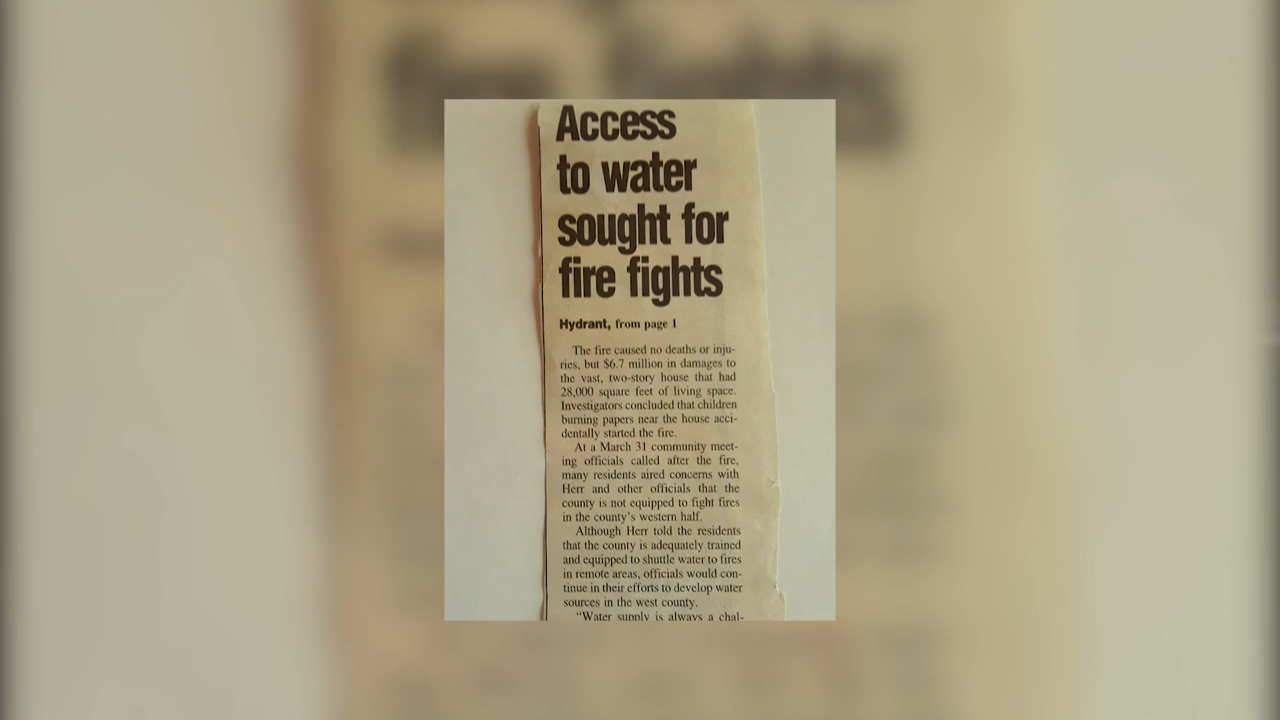 Access
to water
sought for
fire fights
Hydrant, from page 1
The fire caused no deaths or inju-
ries, but $6.7 million in damages to
the vast, two-story house that had
28,000 square feet of living space.
Investigators concluded that children
burning papers near the house acci-
dentally started the fire.
At a March 31 community meet-
ing officials called after the fire,
many residents aired concerns with
Herr and other officials that the
county is not equipped to fight fires
in the county's western half.
Although Herr told the residents
that the county is adequately trained
and equipped to shuttle water to fires
in remote areas, officials would con-
tinue in their efforts to develop water
sources in the west county.
"Water supply is always a chal-